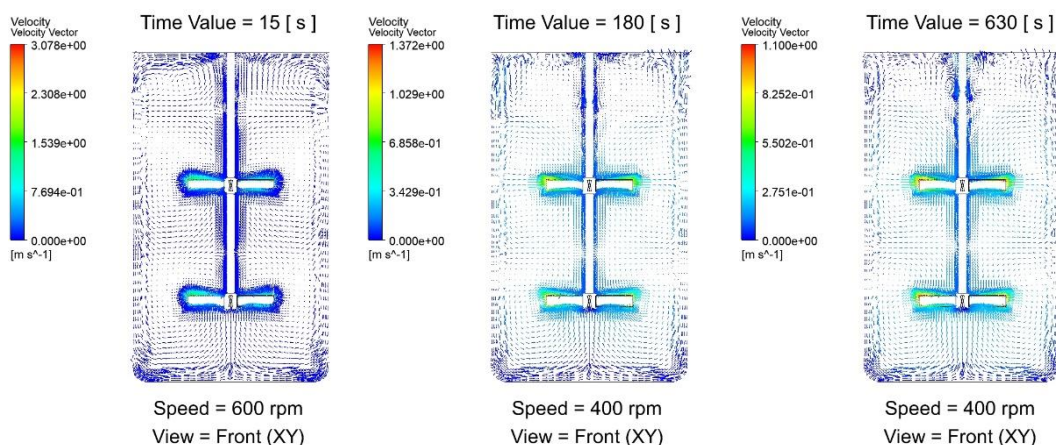 Velocity
Velocity Vector
3.078e+00
2.308e+00
1.539e+00
7.694e-01
0.000e+00
[m s^-1]
Time Value = 15 [ s ]
Speed = 600 rpm
View = Front (XY)
Velocity
Velocity Vector
1.372e+00
1.029e+00
6.858e-01
3.429e-01
0.000e+00
[m s^-1]
Time Value = 180 [ s ]
Speed = 400 rpm
View = Front (XY)
Velocity
Velocity Vector
1.100e+00
8.252e-01
5.502e-01
2.751e-01
0.000e+00
[m s^-1]
Time Value = 630 [ s ]
Speed = 400 rpm
View = Front (XY)